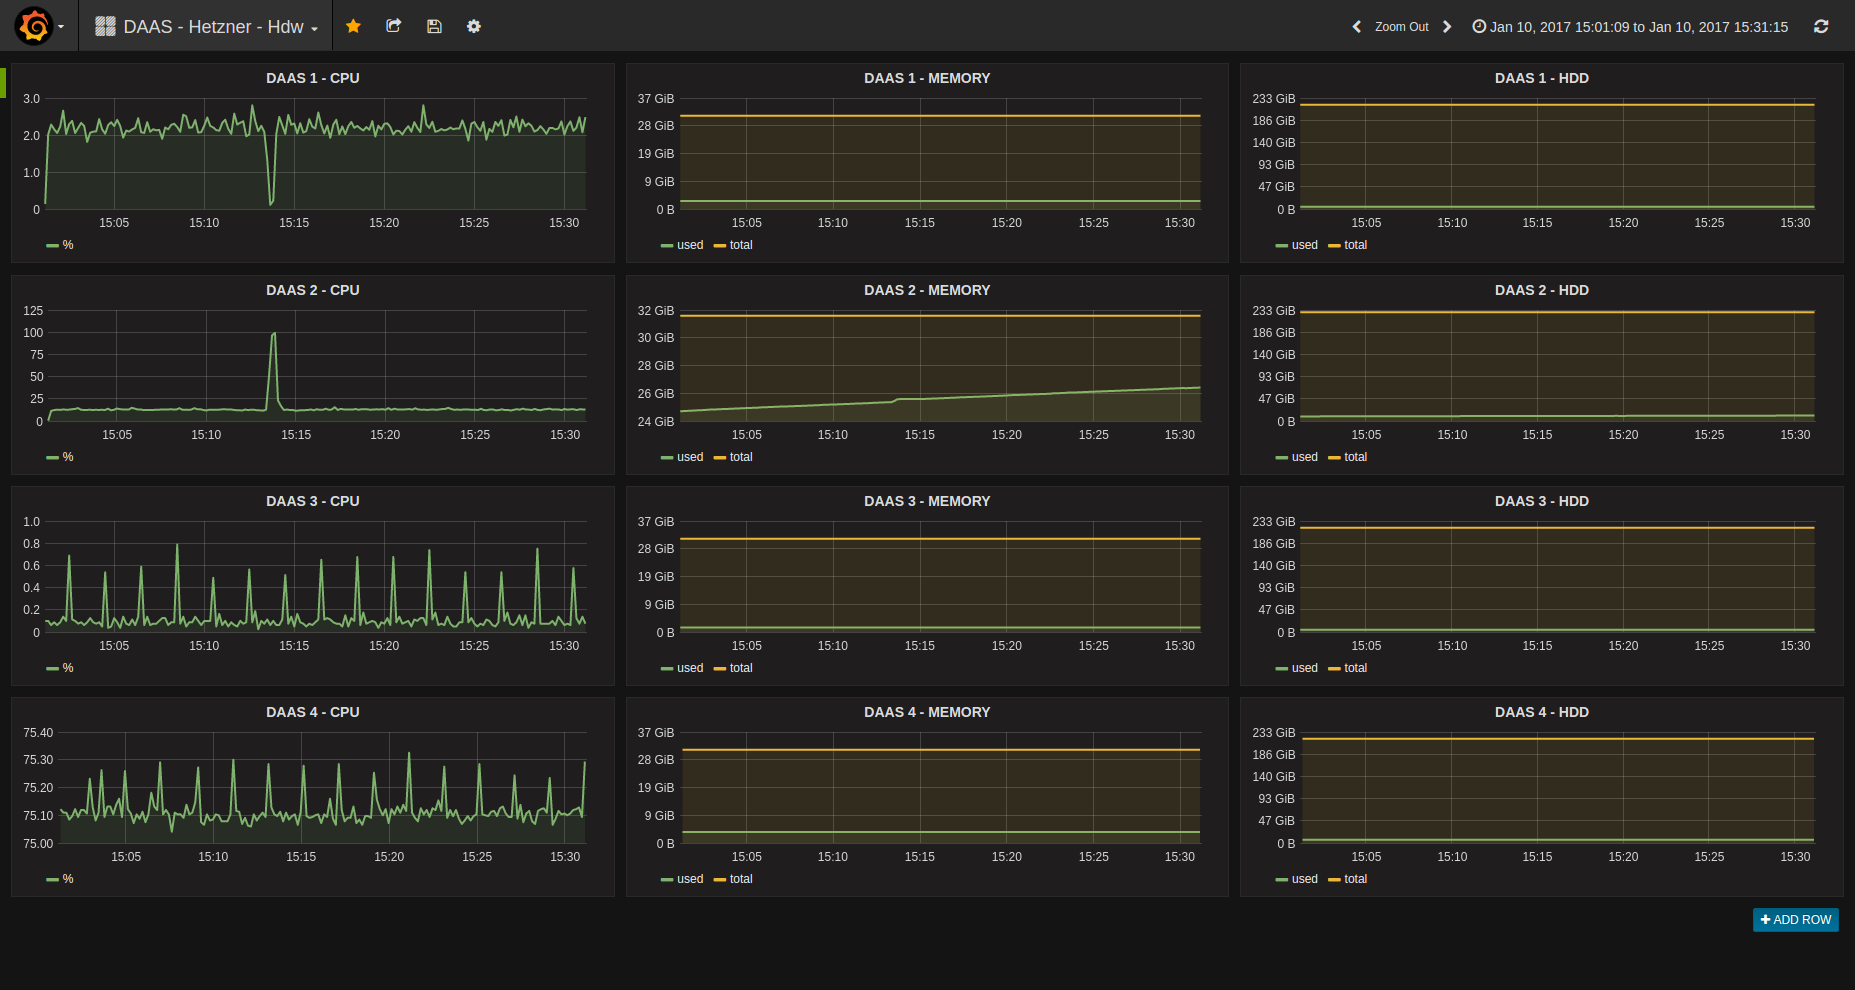 DAAS - Hetzner - Hdw
Zoom Out
Jan 10, 2017 15:01:09 to Jan 10, 2017 15:31:15
DAAS 1 - CPU
3.0
2.0
1.0
0
15:05 15:10 15:15 15:20 15:25 15:30
%
DAAS 1 - MEMORY
37 GiB
28 GiB
19 GiB
9 GiB
0 B
15:05 15:10 15:15 15:20 15:25 15:30
used total
DAAS 1 - HDD
233 GiB
186 GiB
140 GiB
93 GiB
47 GiB
0 B
15:05 15:10 15:15 15:20 15:25 15:30
used total
DAAS 2 - CPU
125
100
75
50
25
0
15:05 15:10 15:15 15:20 15:25 15:30
%
DAAS 2 - MEMORY
32 GiB
30 GiB
28 GiB
26 GiB
24 GiB
15:05 15:10 15:15 15:20 15:25 15:30
used total
DAAS 2 - HDD
233 GiB
186 GiB
140 GiB
93 GiB
47 GiB
0 B
15:05 15:10 15:15 15:20 15:25 15:30
used total
DAAS 3 - CPU
1.0
0.8
0.6
0.4
0.2
0
15:05 15:10 15:15 15:20 15:25 15:30
%
DAAS 3 - MEMORY
37 GiB
28 GiB
19 GiB
9 GiB
0 B
15:05 15:10 15:15 15:20 15:25 15:30
used total
DAAS 3 - HDD
233 GiB
186 GiB
140 GiB
93 GiB
47 GiB
0 B
15:05 15:10 15:15 15:20 15:25 15:30
used total
DAAS 4 - CPU
75.40
75.30
75.20
75.10
75.00
15:05 15:10 15:15 15:20 15:25 15:30
%
DAAS 4 - MEMORY
37 GiB
28 GiB
19 GiB
9 GiB
0 B
15:05 15:10 15:15 15:20 15:25 15:30
used total
DAAS 4 - HDD
233 GiB
186 GiB
140 GiB
93 GiB
47 GiB
0 B
15:05 15:10 15:15 15:20 15:25 15:30
used total
ADD ROW